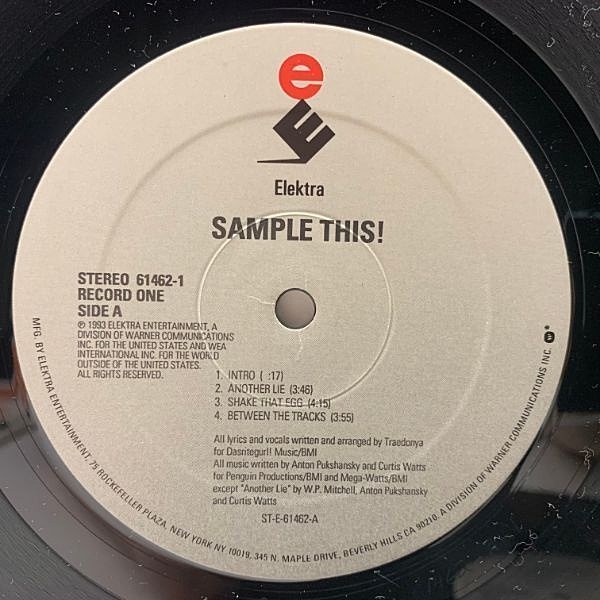 e
E
Elektra
SAMPLE THIS!
STEREO 61462-1
RECORD ONE
SIDE A
℗ 1993 ELEKTRA ENTERTAINMENT, A
DIVISION OF WARNER COMMUNICATIONS
INC. FOR THE UNITED STATES AND WEA
INTERNATIONAL INC. FOR THE WORLD
OUTSIDE OF THE UNITED STATES.
ALL RIGHTS RESERVED.
1. INTRO ( :17)
2. ANOTHER LIE (3:46)
3. SHAKE THAT EGG (4:15)
4. BETWEEN THE TRACKS (3:55)
All lyrics and vocals written and arranged by Traedonya
for Dasritegurl! Music/BMI
All music written by Anton Pukshansky and Curtis Watts
for Penguin Productions/BMI and Mega-Watts/BMI
except "Another Lie" by W.P. Mitchell, Anton Pukshansky
and Curtis Watts
ST-E-61462-A
MFG. BY ELEKTRA ENTERTAINMENT, 75 ROCKEFELLER PLAZA, NEW YORK NY 10019, 345 N. MAPLE DRIVE, BEVERLY HILLS CA 90210, A DIVISION OF WARNER COMMUNICATIONS INC.